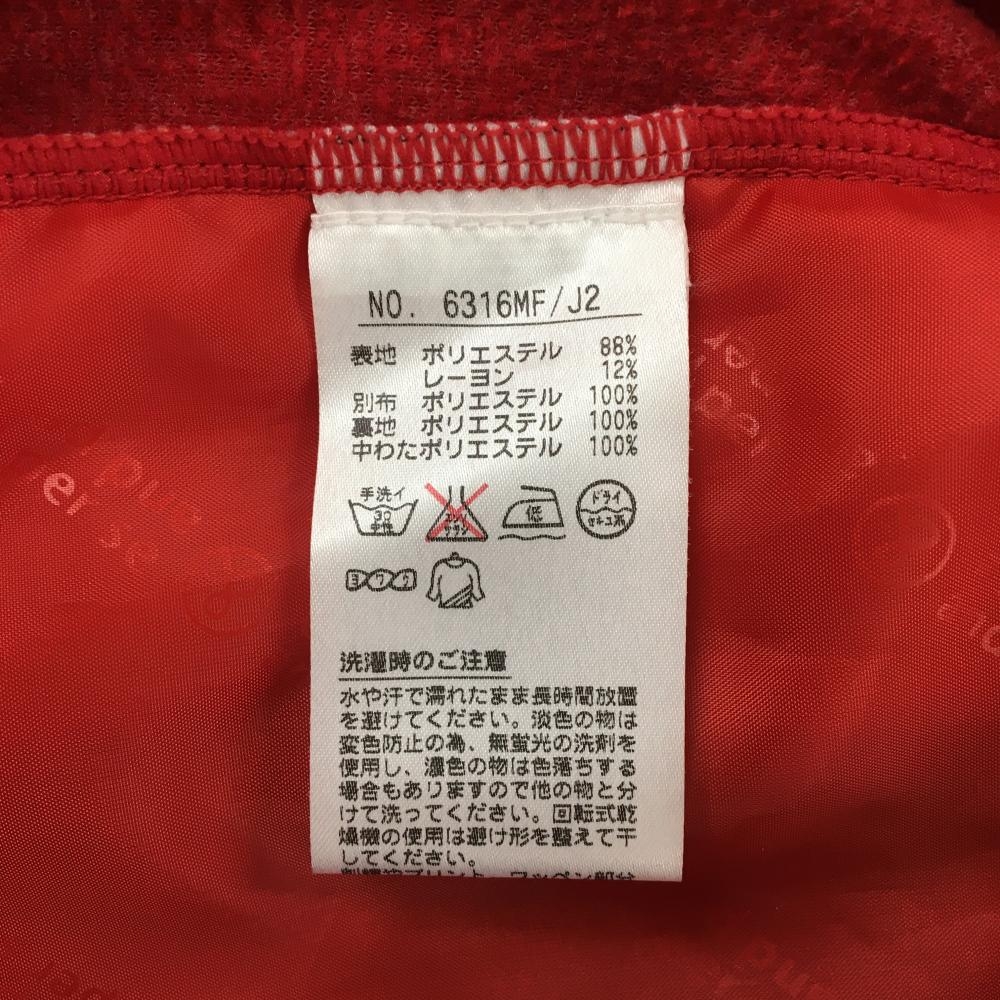 NO. 6316MF/J2
表地 ポリエステル 88%
レーヨン 12%
別布 ポリエステル 100%
裏地 ポリエステル 100%
中わたポリエステル 100%
手洗イ
30
中性
エンソ
サラシ
低
ドライ
セキユ系
ヨワク
洗濯時のご注意
水や汗で濡れたまま長時間放置
を避けてください。淡色の物は
変色防止の為、無蛍光の洗剤を
使用し、濃色の物は色落ちする
場合もありますので他の物と分
けて洗ってください。回転式乾
燥機の使用は避け形を整えて干
してください。